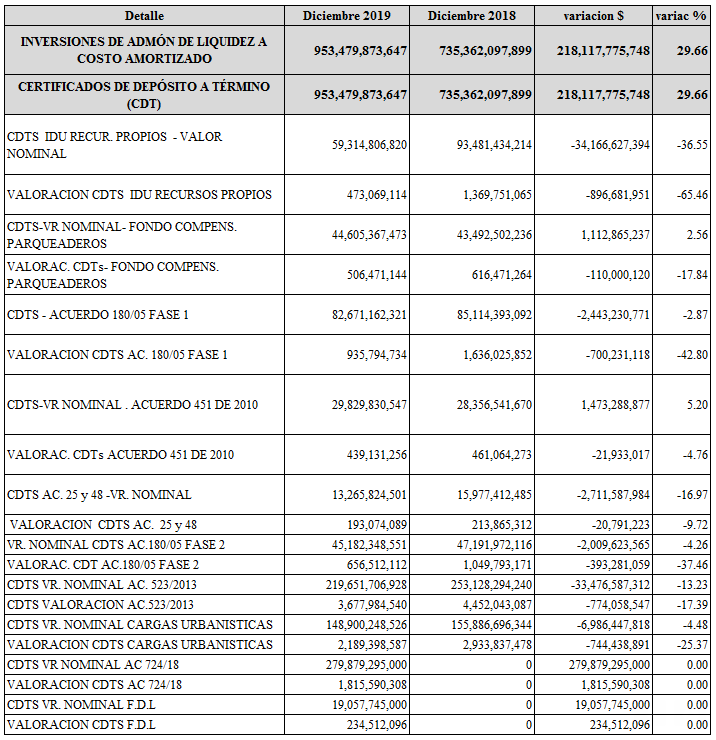 Detalle Diciembre 2019 Diciembre 2018 variacion $ variac %
INVERSIONES DE ADMÓN DE LIQUIDEZ A
COSTO AMORTIZADO 953,479,873,647 735,362,097,899 218,117,775,748 29.66
CERTIFICADOS DE DEPÓSITO A TÉRMINO
(CDT) 953,479,873,647 735,362,097,899 218,117,775,748 29.66
CDTS IDU RECUR. PROPIOS - VALOR
NOMINAL 59,314,806,820 93,481,434,214 -34,166,627,394 -36.55
VALORACION CDTS IDU RECURSOS PROPIOS 473,069,114 1,369,751,065 -896,681,951 -65.46
CDTS-VR NOMINAL- FONDO COMPENS.
PARQUEADEROS 44,605,367,473 43,492,502,236 1,112,865,237 2.56
VALORAC. CDTs- FONDO COMPENS.
PARQUEADEROS 506,471,144 616,471,264 -110,000,120 -17.84
CDTS - ACUERDO 180/05 FASE 1 82,671,162,321 85,114,393,092 -2,443,230,771 -2.87
VALORACION CDTS AC. 180/05 FASE 1 935,794,734 1,636,025,852 -700,231,118 -42.80
CDTS-VR NOMINAL . ACUERDO 451 DE 2010 29,829,830,547 28,356,541,670 1,473,288,877 5.20
VALORAC. CDTs ACUERDO 451 DE 2010 439,131,256 461,064,273 -21,933,017 -4.76
CDTS AC. 25 y 48 -VR. NOMINAL 13,265,824,501 15,977,412,485 -2,711,587,984 -16.97
VALORACION CDTS AC. 25 y 48 193,074,089 213,865,312 -20,791,223 -9.72
VR. NOMINAL CDTS AC.180/05 FASE 2 45,182,348,551 47,191,972,116 -2,009,623,565 -4.26
VALORAC. CDT AC.180/05 FASE 2 656,512,112 1,049,793,171 -393,281,059 -37.46
CDTS VR. NOMINAL AC. 523/2013 219,651,706,928 253,128,294,240 -33,476,587,312 -13.23
CDTS VALORACION AC.523/2013 3,677,984,540 4,452,043,087 -774,058,547 -17.39
CDTS VR. NOMINAL CARGAS URBANISTICAS 148,900,248,526 155,886,696,344 -6,986,447,818 -4.48
VALORACION CDTS CARGAS URBANISTICAS 2,189,398,587 2,933,837,478 -744,438,891 -25.37
CDTS VR NOMINAL AC 724/18 279,879,295,000 0 279,879,295,000 0.00
VALORACION CDTS AC 724/18 1,815,590,308 0 1,815,590,308 0.00
CDTS VR. NOMINAL F.D.L 19,057,745,000 0 19,057,745,000 0.00
VALORACION CDTS F.D.L 234,512,096 0 234,512,096 0.00